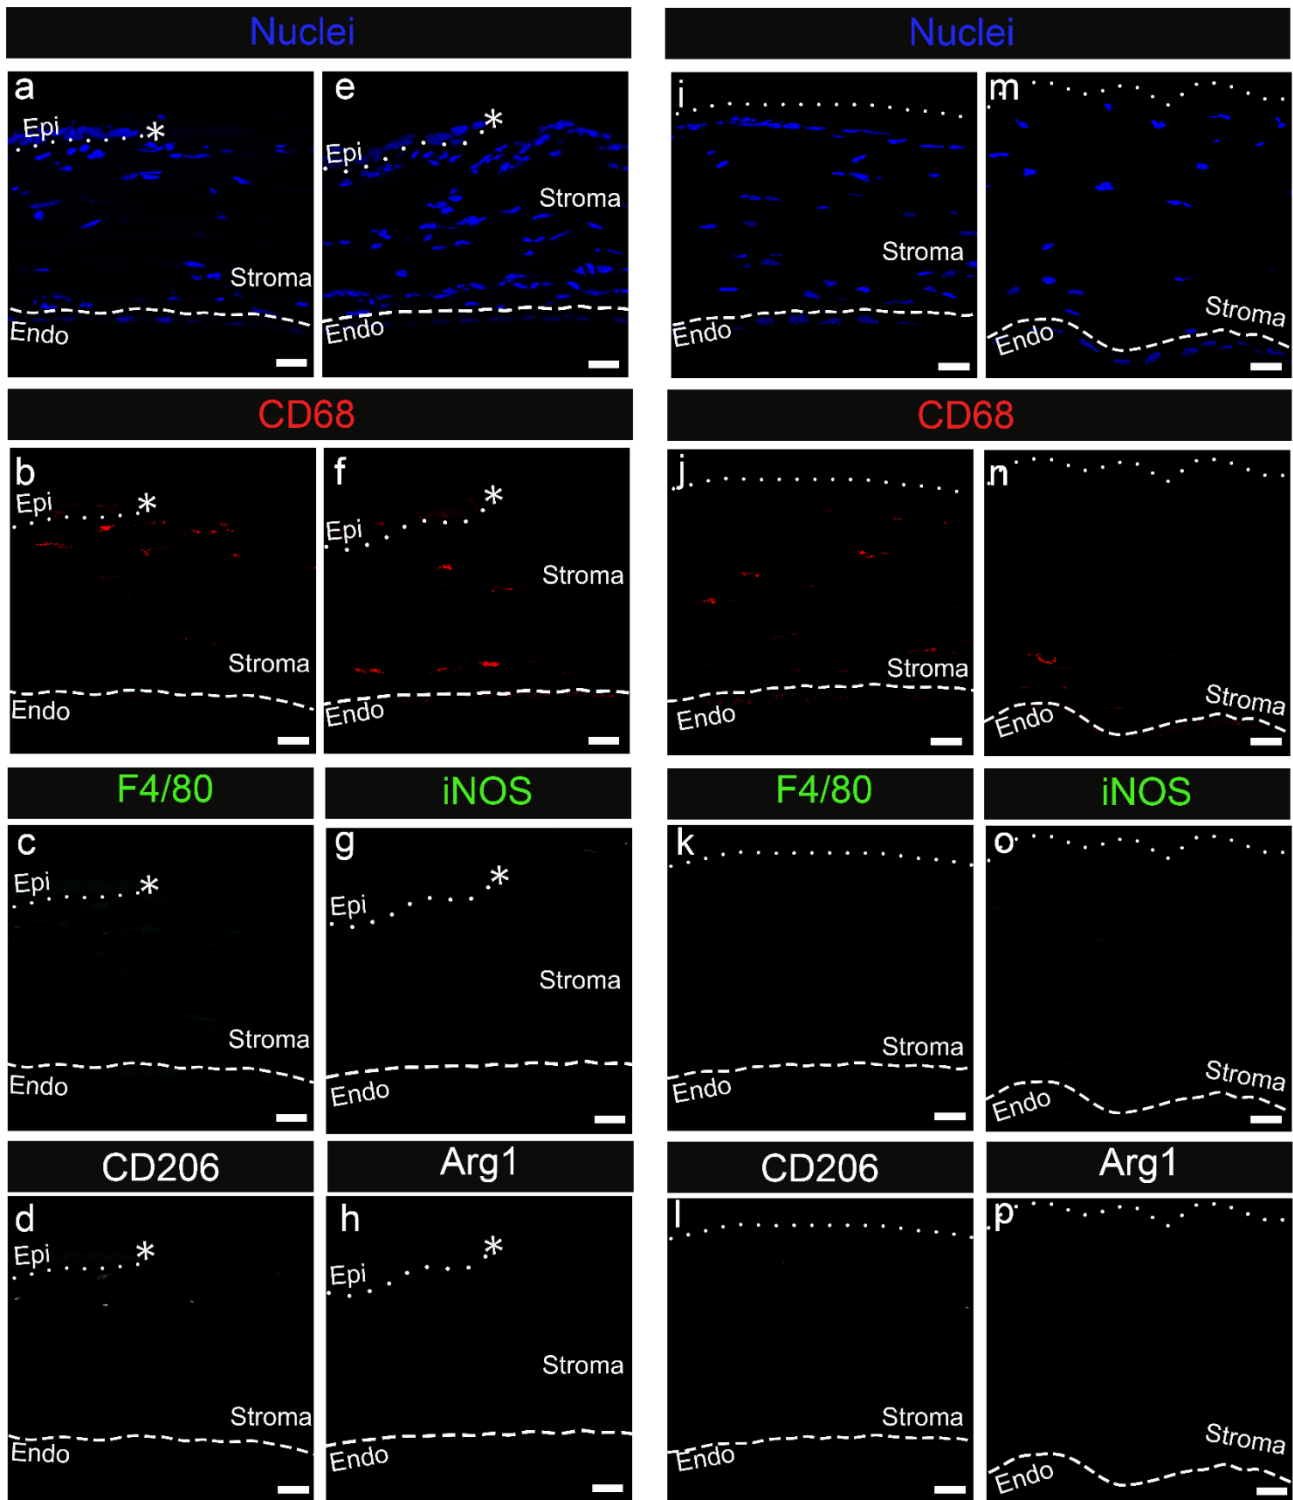 Nuclei
Nuclei
a
Epi
*
Stroma
Endo
e
Epi
*
Stroma
Endo
i
Stroma
Endo
m
Stroma
Endo
CD68
CD68
b
Epi
*
Stroma
Endo
f
Epi
*
Stroma
Endo
j
Stroma
Endo
n
Stroma
Endo
F4/80
iNOS
F4/80
iNOS
c
Epi
*
Stroma
Endo
g
Epi
*
Stroma
Endo
k
Stroma
Endo
o
Stroma
Endo
CD206
Arg1
CD206
Arg1
d
Epi
*
Stroma
Endo
h
Epi
*
Stroma
Endo
l
Stroma
Endo
p
Stroma
Endo